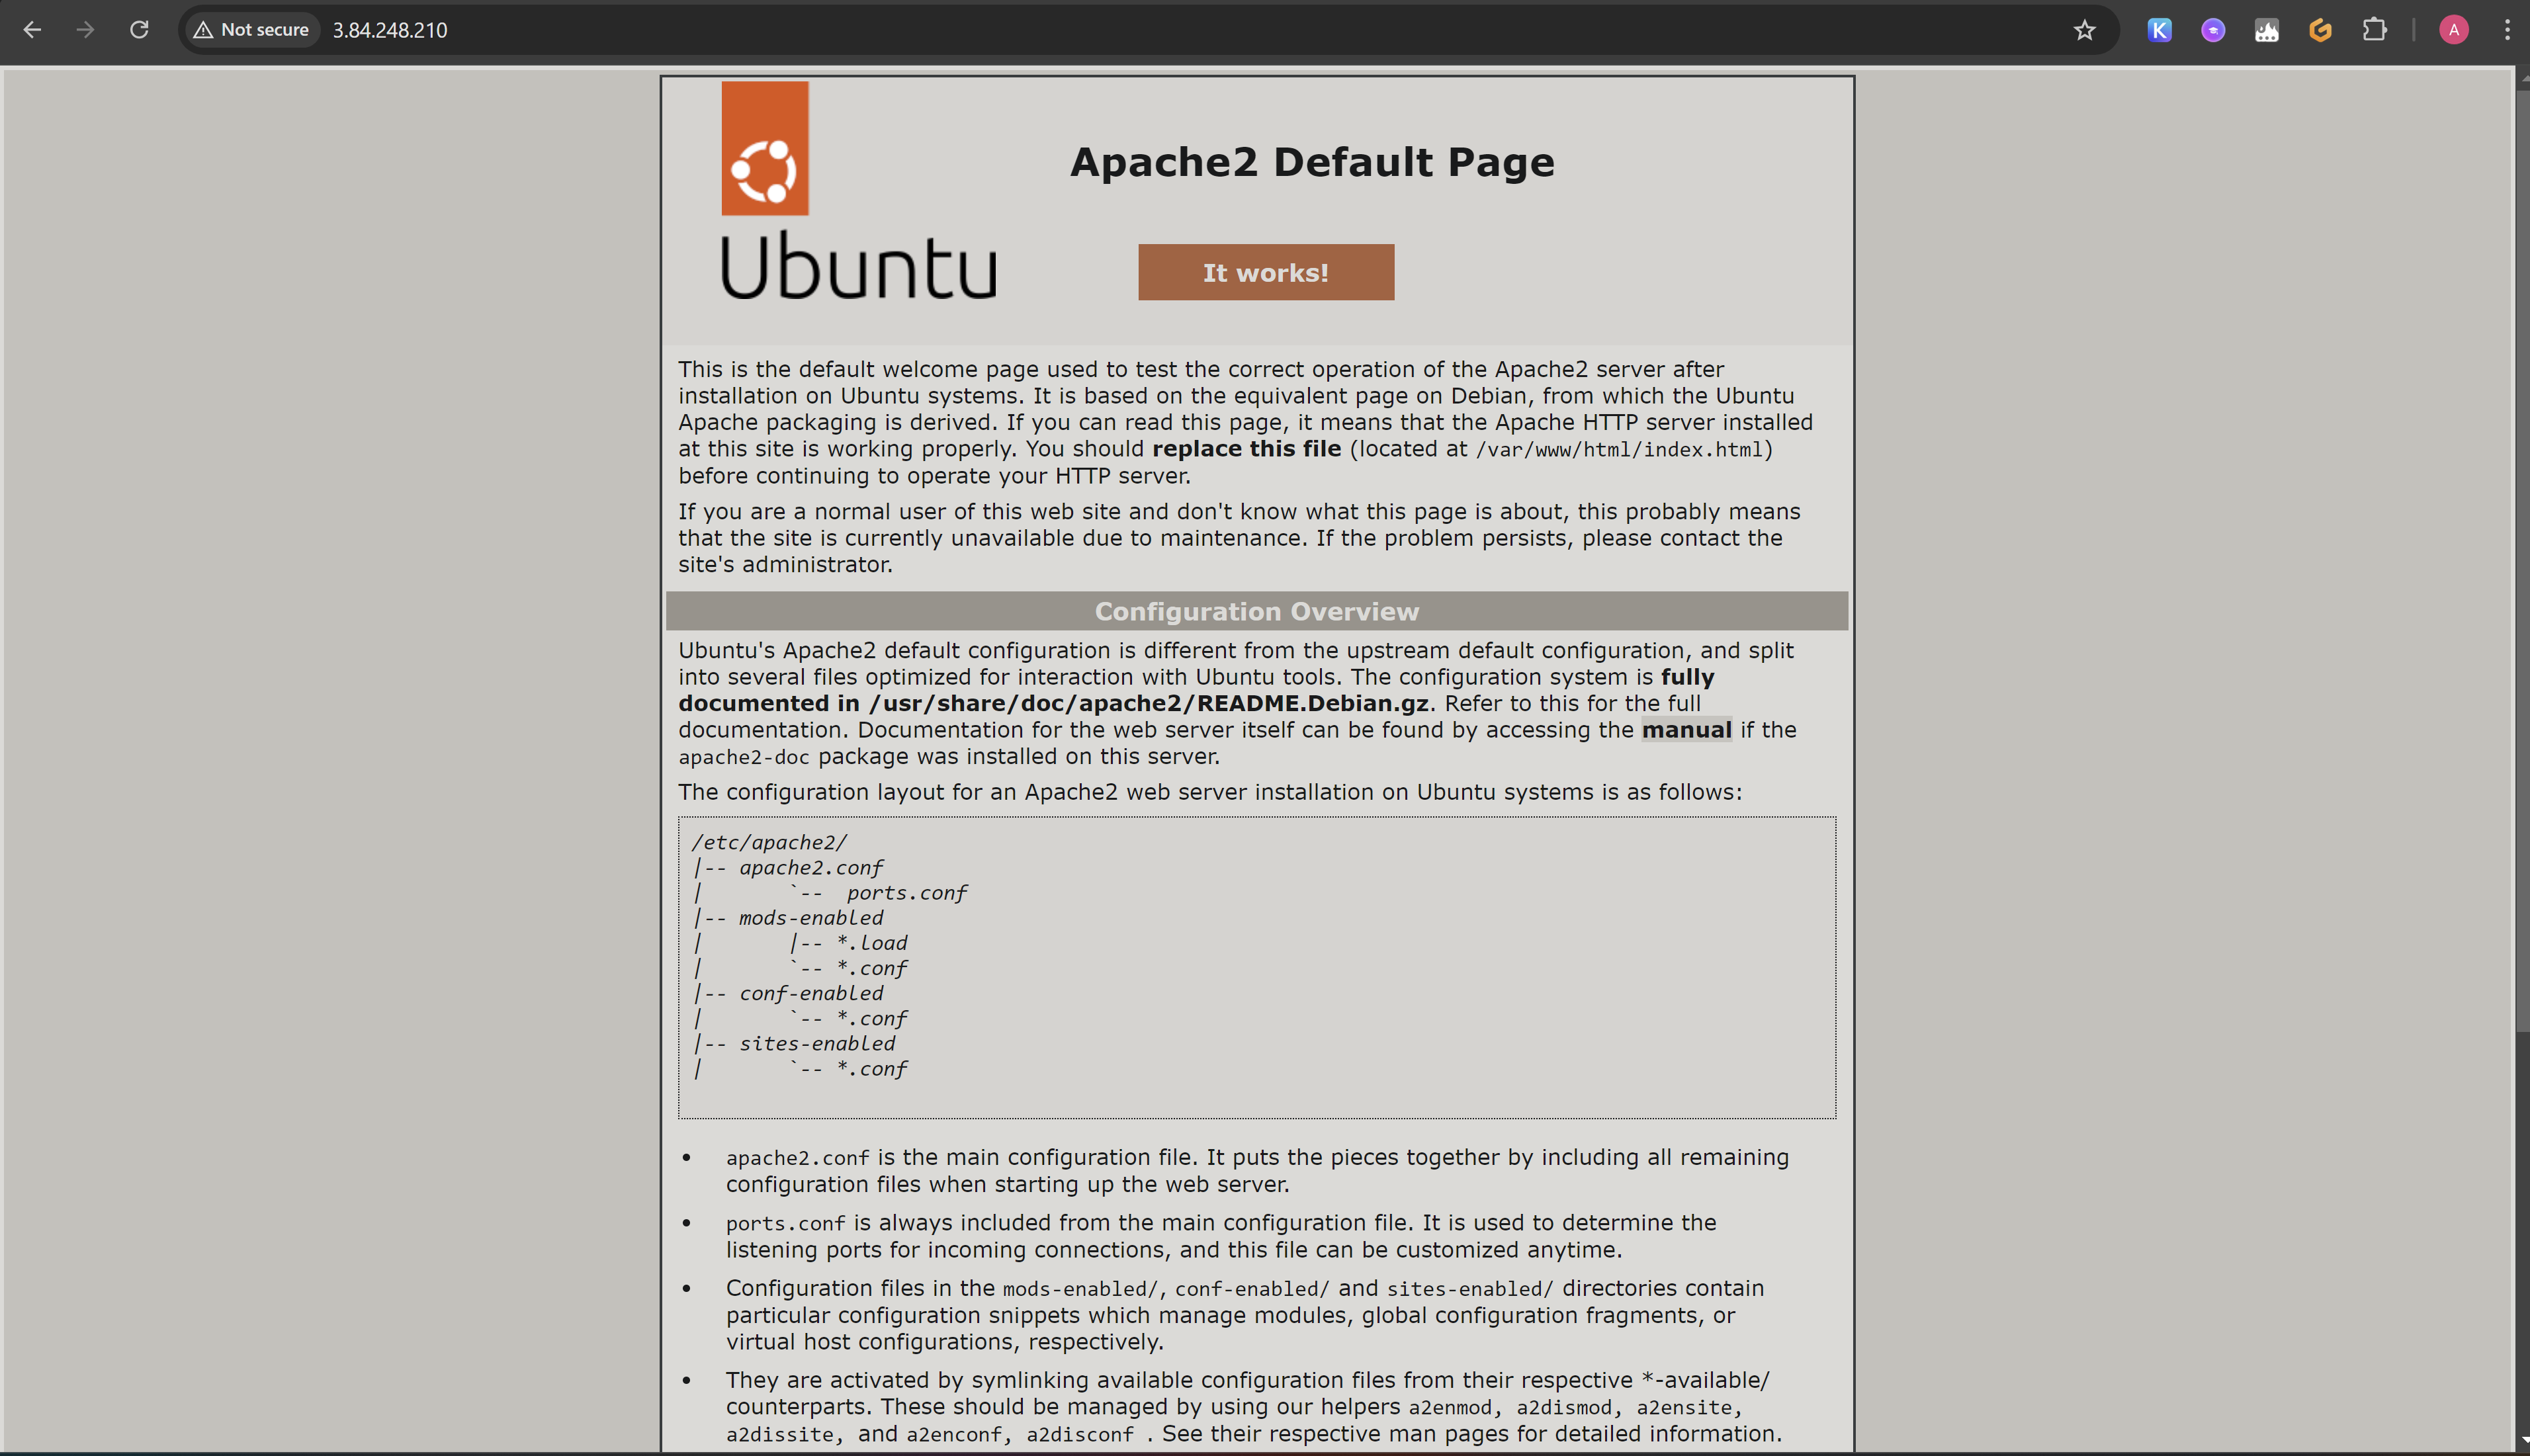 Not secure 3.84.248.210
K
A
Apache2 Default Page
Ubuntu
It works!
This is the default welcome page used to test the correct operation of the Apache2 server after
installation on Ubuntu systems. It is based on the equivalent page on Debian, from which the Ubuntu
Apache packaging is derived. If you can read this page, it means that the Apache HTTP server installed
at this site is working properly. You should replace this file (located at /var/www/html/index.html)
before continuing to operate your HTTP server.
If you are a normal user of this web site and don't know what this page is about, this probably means
that the site is currently unavailable due to maintenance. If the problem persists, please contact the
site's administrator.
Configuration Overview
Ubuntu's Apache2 default configuration is different from the upstream default configuration, and split
into several files optimized for interaction with Ubuntu tools. The configuration system is fully
documented in /usr/share/doc/apache2/README.Debian.gz. Refer to this for the full
documentation. Documentation for the web server itself can be found by accessing the manual if the
apache2-doc package was installed on this server.
The configuration layout for an Apache2 web server installation on Ubuntu systems is as follows:
/etc/apache2/
|-- apache2.conf
|       `--  ports.conf
|-- mods-enabled
|       |-- *.load
|       `-- *.conf
|-- conf-enabled
|       `-- *.conf
|-- sites-enabled
|       `-- *.conf
• apache2.conf is the main configuration file. It puts the pieces together by including all remaining
configuration files when starting up the web server.
• ports.conf is always included from the main configuration file. It is used to determine the
listening ports for incoming connections, and this file can be customized anytime.
• Configuration files in the mods-enabled/, conf-enabled/ and sites-enabled/ directories contain
particular configuration snippets which manage modules, global configuration fragments, or
virtual host configurations, respectively.
• They are activated by symlinking available configuration files from their respective *-available/
counterparts. These should be managed by using our helpers a2enmod, a2dismod, a2ensite,
a2dissite, and a2enconf, a2disconf . See their respective man pages for detailed information.